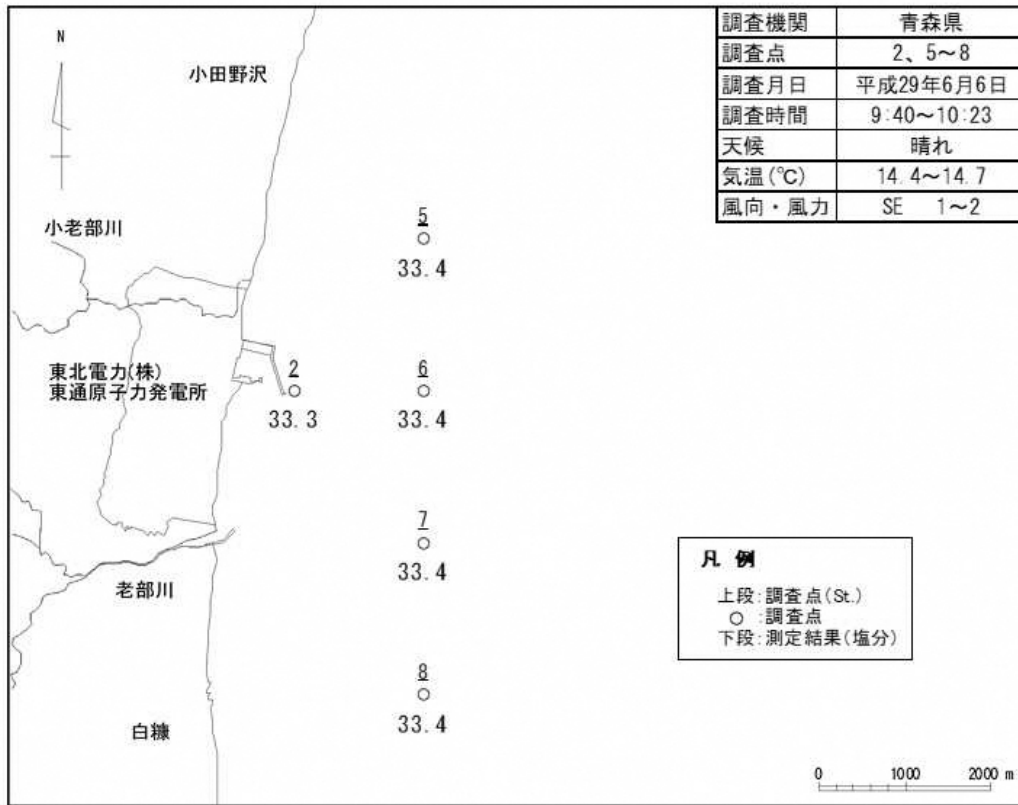 調査機関 青森県
調査点 2、5～8
調査月日 平成29年6月6日
調査時間 9:40～10:23
天候 晴れ
気温(℃) 14.4～14.7
風向・風力 SE 1～2
N
小田野沢
小老部川
5
33.4
東北電力(株)
東通原子力発電所
2
33.3
6
33.4
7
33.4
老部川
8
33.4
白糠
凡 例
上段:調査点(St.)
○ :調査点
下段:測定結果(塩分)
0 1000 2000 m